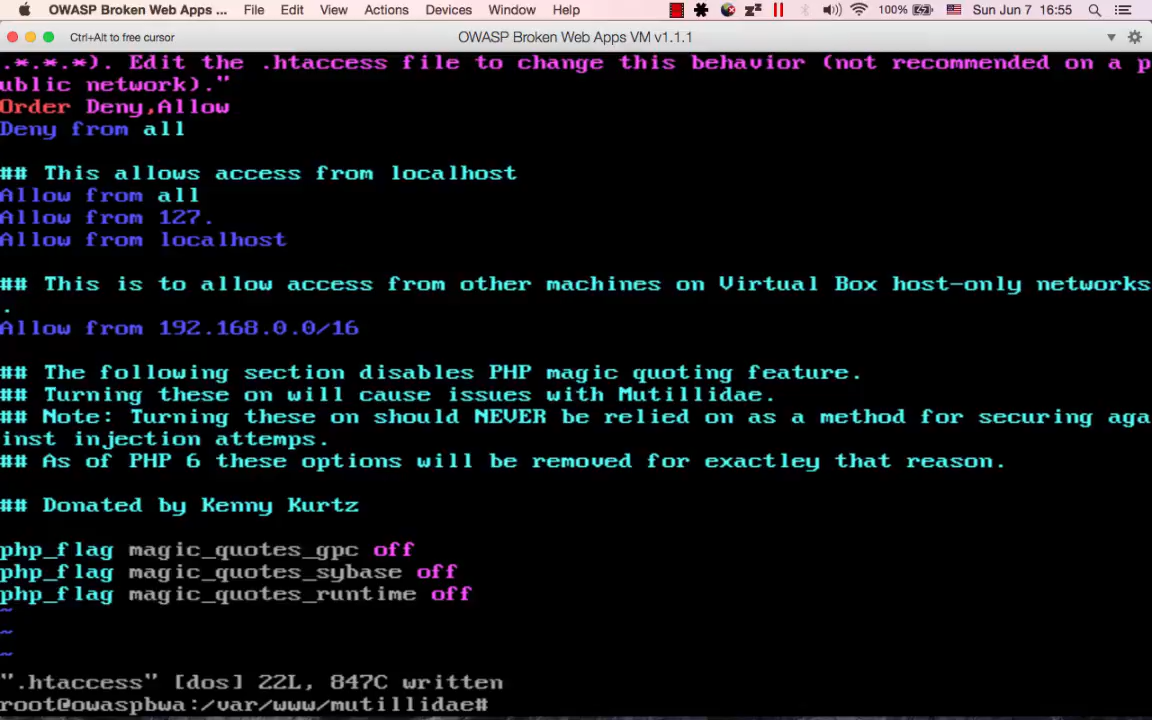 OWASP Broken Web Apps ... File Edit View Actions Devices Window Help 100% Sun Jun 7 16:55
Ctrl+Alt to free cursor OWASP Broken Web Apps VM v1.1.1
.*.*.*). Edit the .htaccess file to change this behavior (not recommended on a p
ublic network)."
Order Deny,Allow
Deny from all
## This allows access from localhost
Allow from all
Allow from 127.
Allow from localhost
## This is to allow access from other machines on Virtual Box host-only networks
.
Allow from 192.168.0.0/16
## The following section disables PHP magic quoting feature.
## Turning these on will cause issues with Mutillidae.
## Note: Turning these on should NEVER be relied on as a method for securing aga
inst injection attemps.
## As of PHP 6 these options will be removed for exactley that reason.
## Donated by Kenny Kurtz
php_flag magic_quotes_gpc off
php_flag magic_quotes_sybase off
php_flag magic_quotes_runtime off
~
~
~
".htaccess" [dos] 22L, 847C written
root@owaspbwa:/var/www/mutillidae#